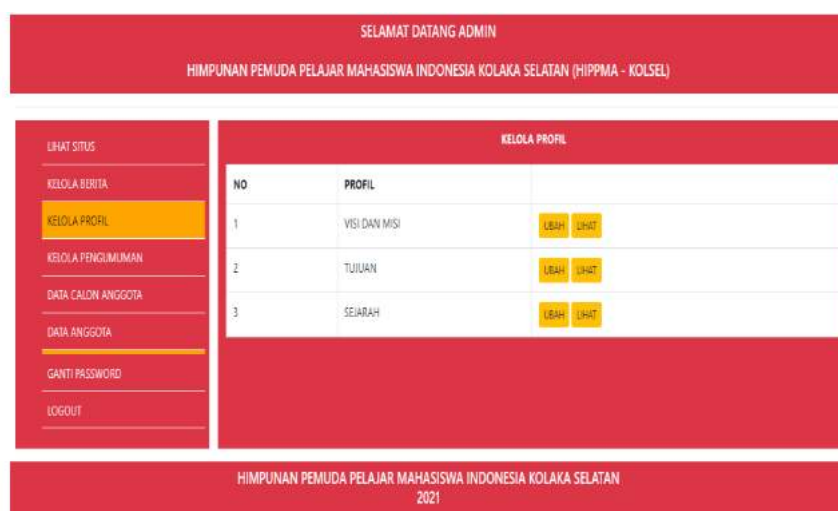 SELAMAT DATANG ADMIN
HIMPUNAN PEMUDA PELAJAR MAHASISWA INDONESIA KOLAKA SELATAN (HIPPMA - KOLSEL)
LIHAT SITUS
KELOLA BERITA
KELOLA PROFIL
KELOLA PENGUMUMAN
DATA CALON ANGGOTA
DATA ANGGOTA
GANTI PASSWORD
LOGOUT
KELOLA PROFIL
NO PROFIL
1 VISI DAN MISI UBAH LIHAT
2 TUJUAN UBAH LIHAT
3 SEJARAH UBAH LIHAT
HIMPUNAN PEMUDA PELAJAR MAHASISWA INDONESIA KOLAKA SELATAN
2021